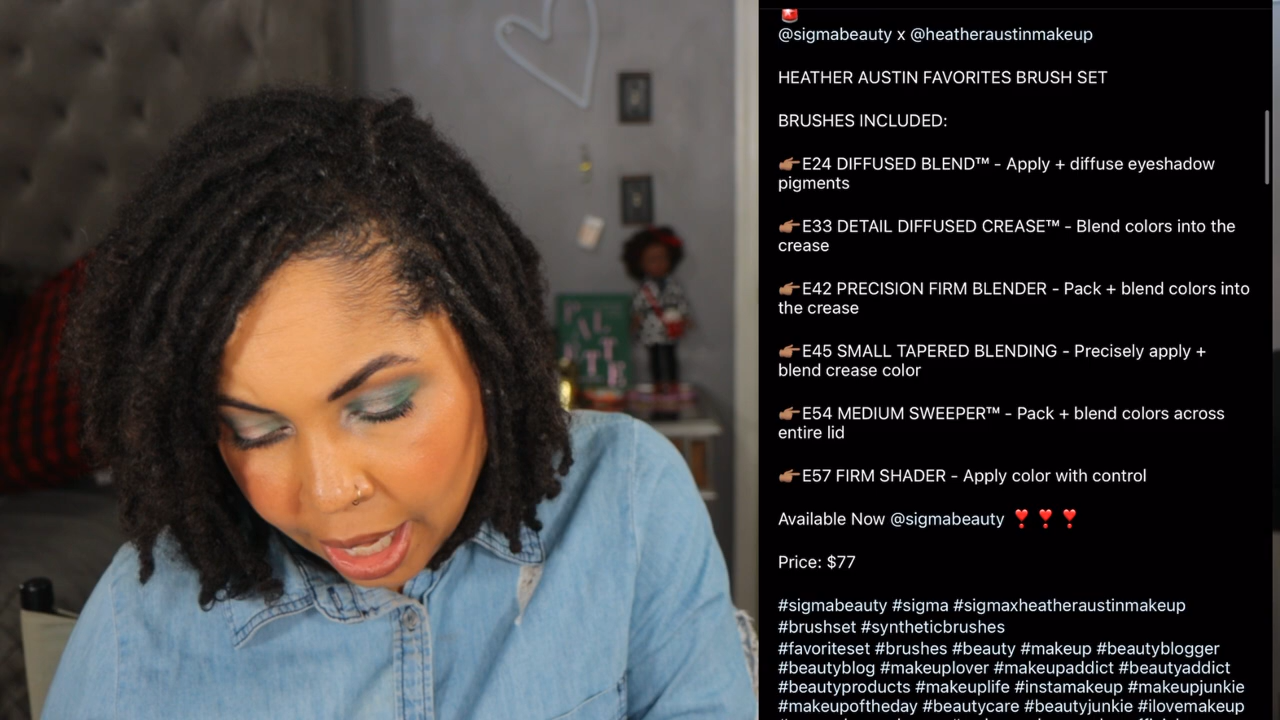 🚨
@sigmabeauty x @heatheraustinmakeup
HEATHER AUSTIN FAVORITES BRUSH SET
BRUSHES INCLUDED:
👉🏽E24 DIFFUSED BLEND™ - Apply + diffuse eyeshadow
pigments
👉🏽E33 DETAIL DIFFUSED CREASE™ - Blend colors into the
crease
👉🏽E42 PRECISION FIRM BLENDER - Pack + blend colors into
the crease
👉🏽E45 SMALL TAPERED BLENDING - Precisely apply +
blend crease color
👉🏽E54 MEDIUM SWEEPER™ - Pack + blend colors across
entire lid
👉🏽E57 FIRM SHADER - Apply color with control
Available Now @sigmabeauty ❣️❣️❣️
Price: $77
#sigmabeauty #sigma #sigmaxheatheraustinmakeup
#brushset #syntheticbrushes
#favoriteset #brushes #beauty #makeup #beautyblogger
#beautyblog #makeuplover #makeupaddict #beautyaddict
#beautyproducts #makeuplife #instamakeup #makeupjunkie
#makeupoftheday #beautycare #beautyjunkie #ilovemakeup
PAL
ETTE